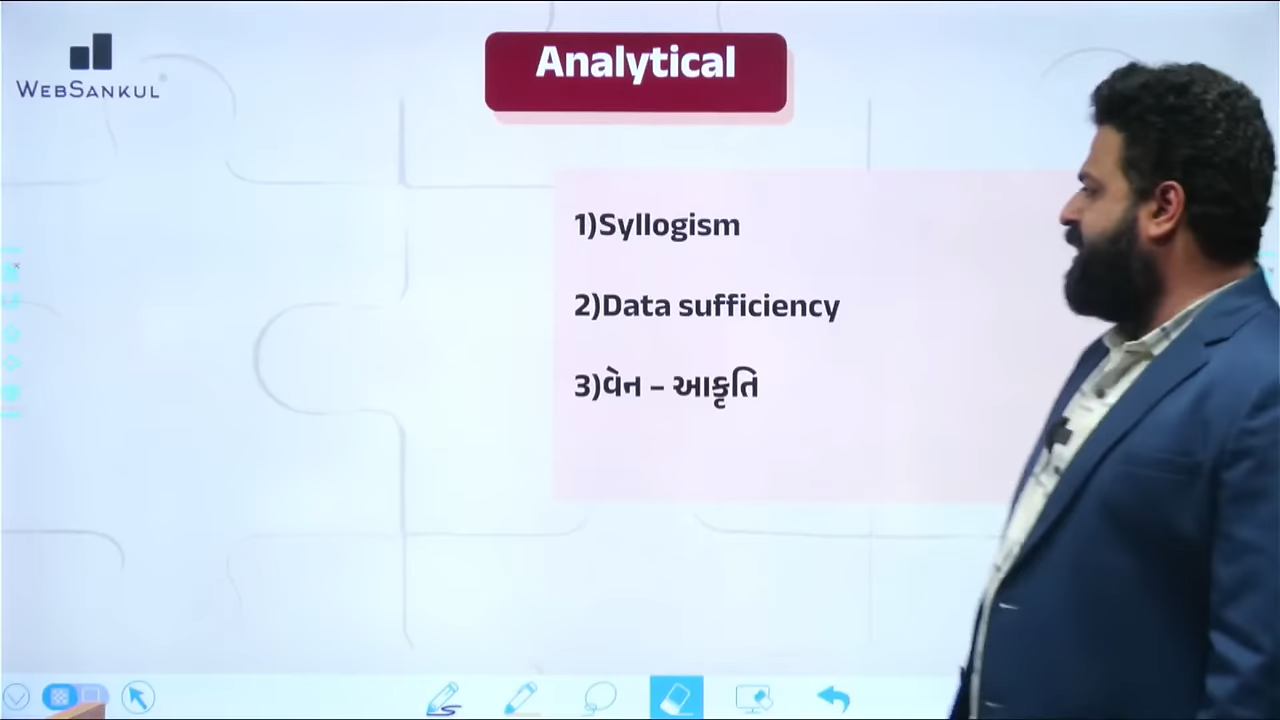 WEBSANKUL
Analytical
1)Syllogism
2)Data sufficiency
3)વેન – આકૃતિ